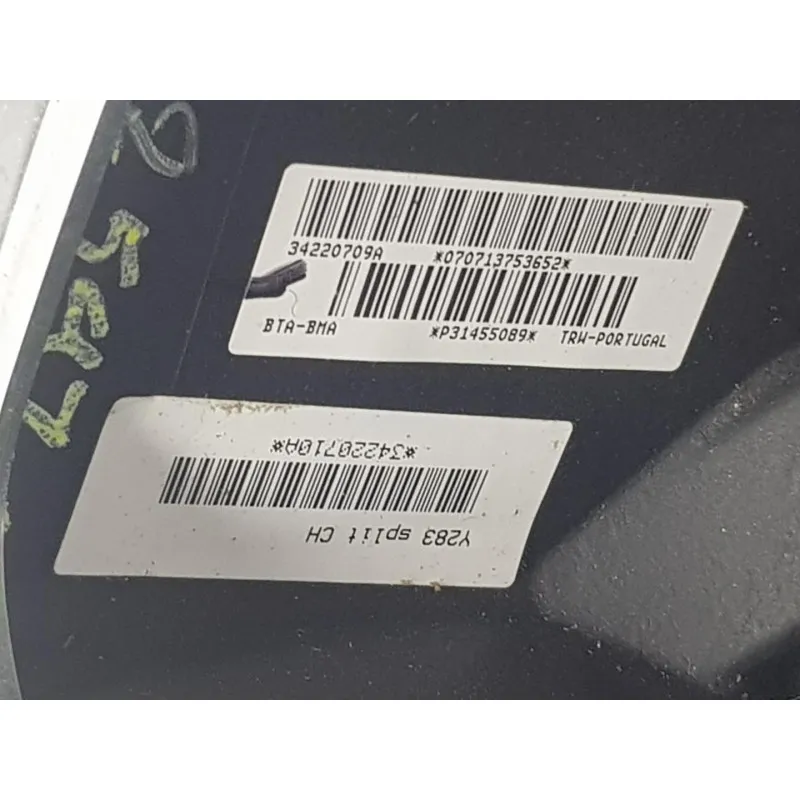 34220709A *070713753652*
BTA-BMA *P31455089* TRW-PORTUGAL
*34220710A*
Y283 split CH